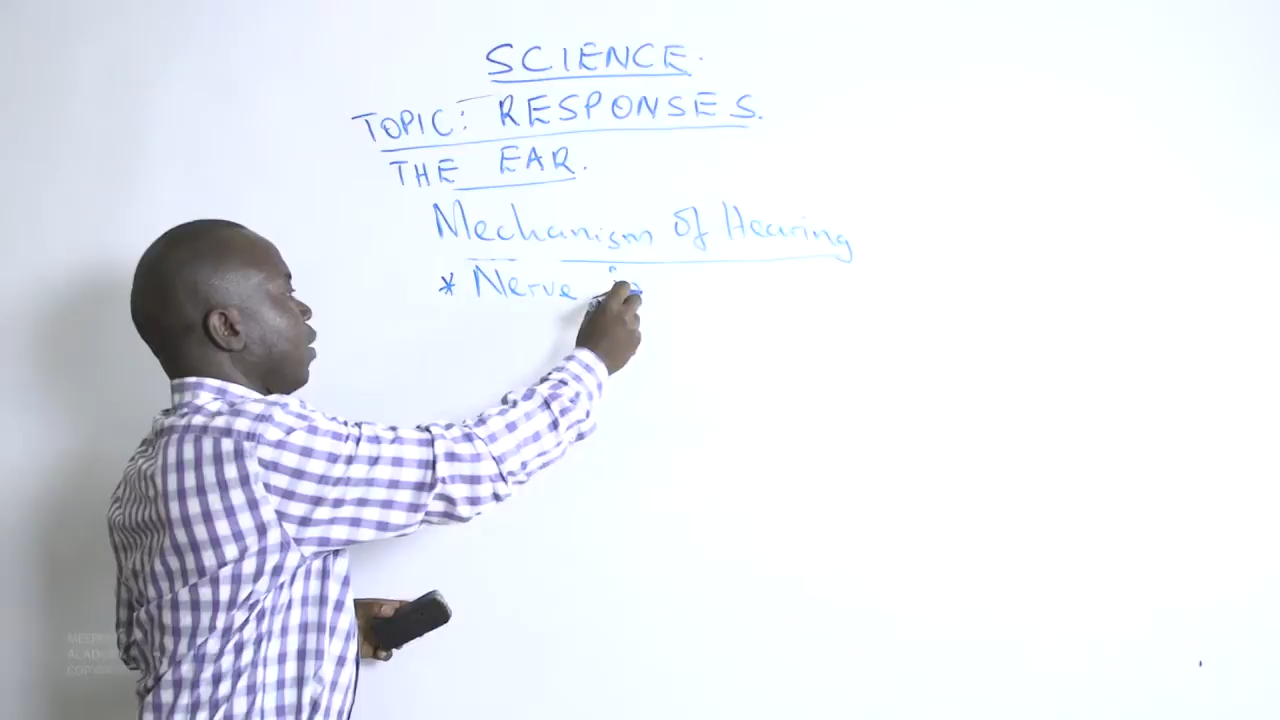 SCIENCE.
TOPIC: RESPONSES.
THE EAR.
Mechanism of Hearing
* Nerve